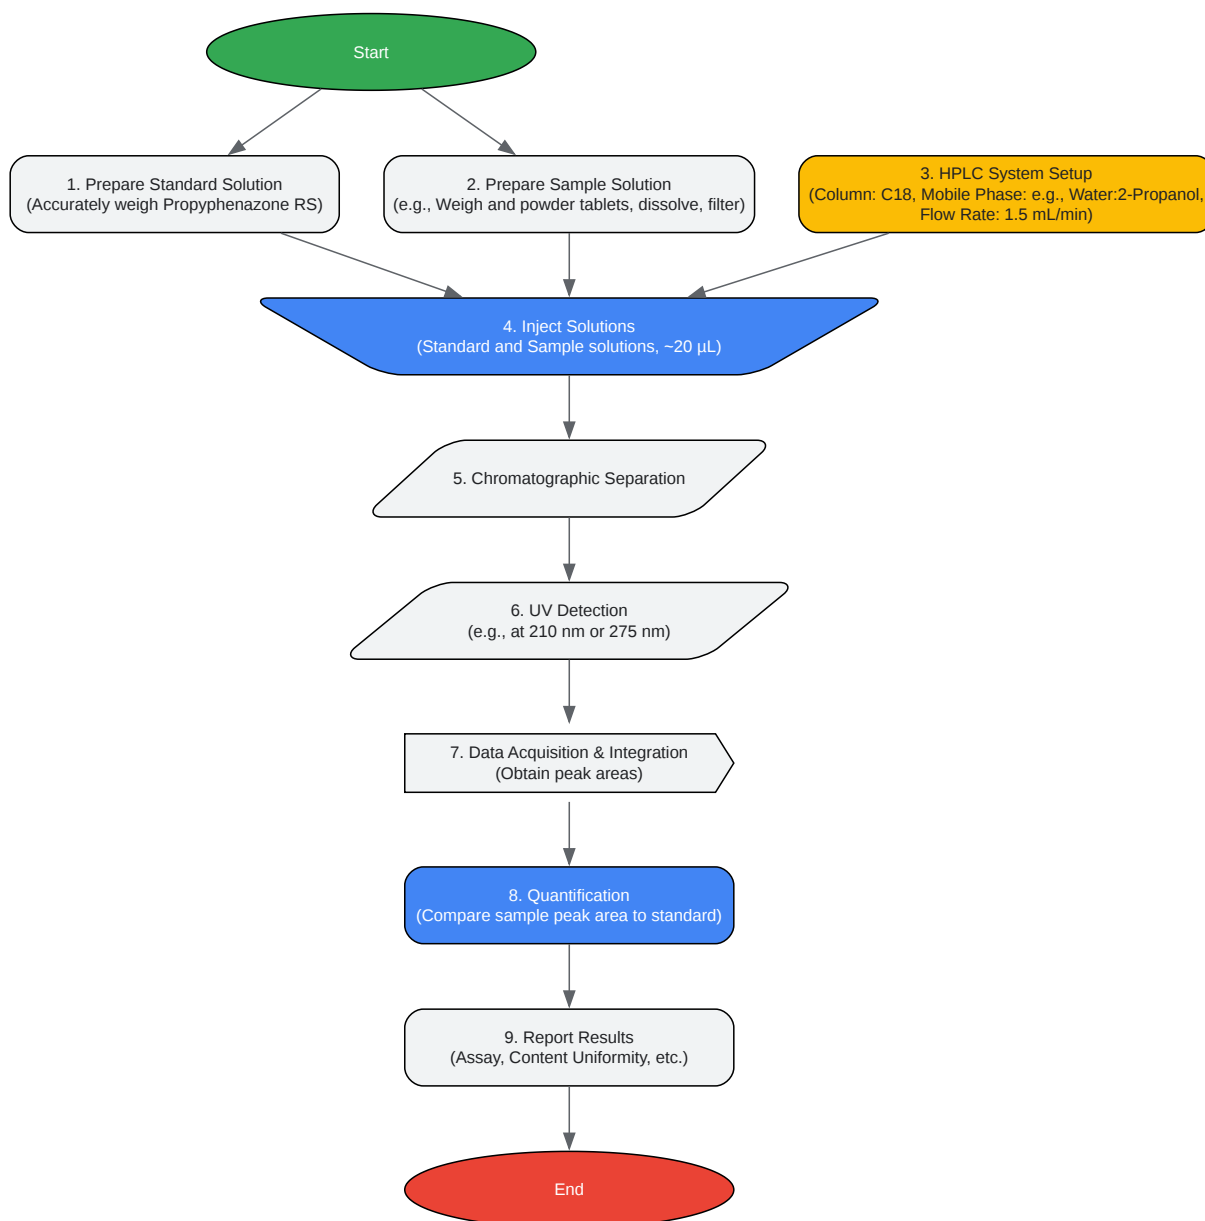 Start
1. Prepare Standard Solution
(Accurately weigh Propyphenazone RS)
2. Prepare Sample Solution
(e.g., Weigh and powder tablets, dissolve, filter)
3. HPLC System Setup
(Column: C18, Mobile Phase: e.g., Water:2-Propanol,
Flow Rate: 1.5 mL/min)
4. Inject Solutions
(Standard and Sample solutions, ~20 µL)
5. Chromatographic Separation
6. UV Detection
(e.g., at 210 nm or 275 nm)
7. Data Acquisition & Integration
(Obtain peak areas)
8. Quantification
(Compare sample peak area to standard)
9. Report Results
(Assay, Content Uniformity, etc.)
End